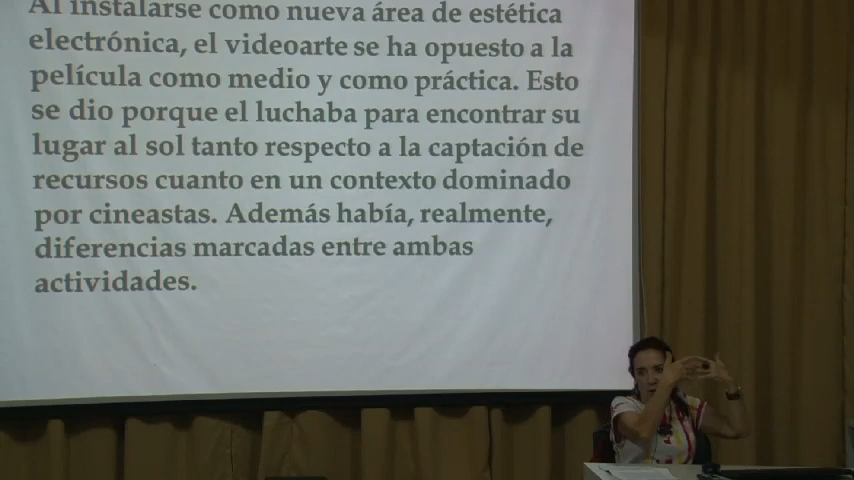 Al instalarse como nueva área de estética
electrónica, el videoarte se ha opuesto a la
película como medio y como práctica. Esto
se dio porque el luchaba para encontrar su
lugar al sol tanto respecto a la captación de
recursos cuanto en un contexto dominado
por cineastas. Además había, realmente,
diferencias marcadas entre ambas
actividades.